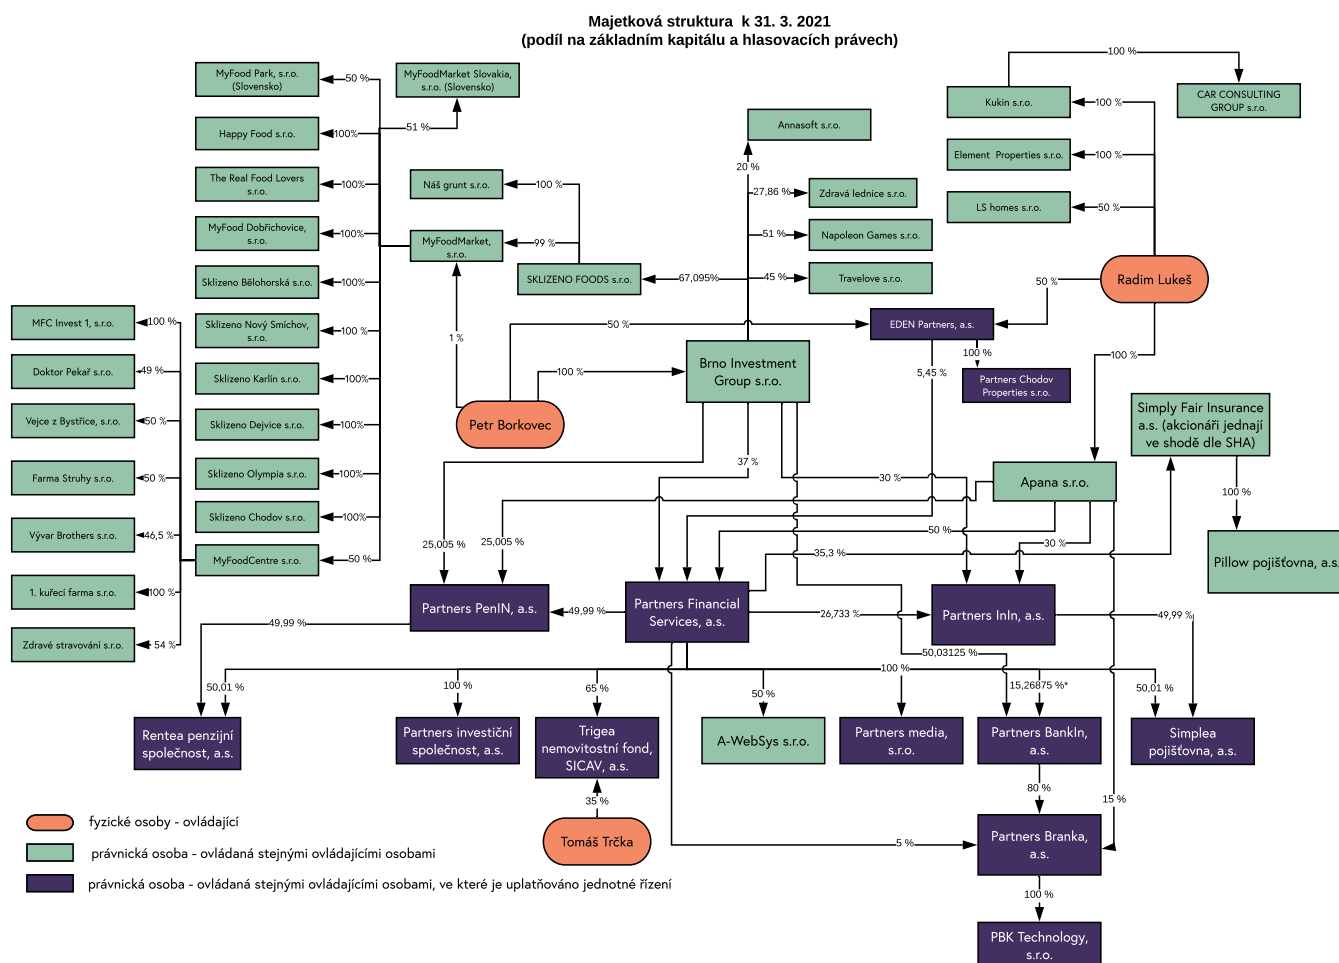 Majetková struktura  k 31. 3. 2021
(podíl na základním kapitálu a hlasovacích právech)
100 %
MyFood Park, s.r.o.
(Slovensko)
50 %
MyFoodMarket Slovakia,
s.r.o. (Slovensko)
51 %
Kukin s.r.o.
100 %
CAR CONSULTING
GROUP s.r.o.
Happy Food s.r.o.
100%
Annasoft s.r.o.
20 %
Element  Properties s.r.o.
100 %
The Real Food Lovers
s.r.o.
100%
Náš grunt s.r.o.
100 %
27,86 %
Zdravá lednice s.r.o.
LS homes s.r.o.
50 %
MyFood Dobřichovice,
s.r.o.
100%
MyFoodMarket,
s.r.o.
99 %
51 %
Napoleon Games s.r.o.
Sklizeno Bělohorská s.r.o.
100%
SKLIZENO FOODS s.r.o.
67,095%
45 %
Travelove s.r.o.
50 %
Radim Lukeš
MFC Invest 1, s.r.o.
100 %
Sklizeno Nový Smíchov,
s.r.o.
100 %
1 %
50 %
EDEN Partners, a.s.
100 %
100 %
Doktor Pekař s.r.o.
49 %
Sklizeno Karlín s.r.o.
100%
100 %
Brno Investment
Group s.r.o.
5,45 %
Partners Chodov
Properties s.r.o.
Vejce z Bystřice, s.r.o.
50 %
Sklizeno Dejvice s.r.o.
100%
Petr Borkovec
Simply Fair Insurance
a.s. (akcionáři jednají
ve shodě dle SHA)
Farma Struhy s.r.o.
50 %
Sklizeno Olympia s.r.o.
100%
37 %
30 %
Apana s.r.o.
100 %
Sklizeno Chodov s.r.o.
100%
Vývar Brothers s.r.o.
46,5 %
50 %
MyFoodCentre s.r.o.
50 %
25,005 %
25,005 %
35,3 %
30 %
Pillow pojišťovna, a.s.
1. kuřecí farma s.r.o.
100 %
Partners PenIN, a.s.
49,99 %
Partners Financial
Services, a.s.
26,733 %
Partners InIn, a.s.
49,99 %
Zdravé stravování s.r.o.
54 %
49,99 %
50,03125 %
100 %
50,01 %
100 %
65 %
50 %
15,26875 %*
50,01 %
Rentea penzijní
společnost, a.s.
Partners investiční
společnost, a.s.
Trigea
nemovitostní fond,
SICAV, a.s.
A-WebSys s.r.o.
Partners media,
s.r.o.
Partners BankIn,
a.s.
Simplea
pojišťovna, a.s.
35 %
80 %
15 %
fyzické osoby - ovládající
Tomáš Trčka
5 %
Partners Branka,
a.s.
právnická osoba - ovládaná stejnými ovládajícími osobami
právnická osoba - ovládaná stejnými ovládajícími osobami, ve které je uplatňováno jednotné řízení
100 %
PBK Technology,
s.r.o.